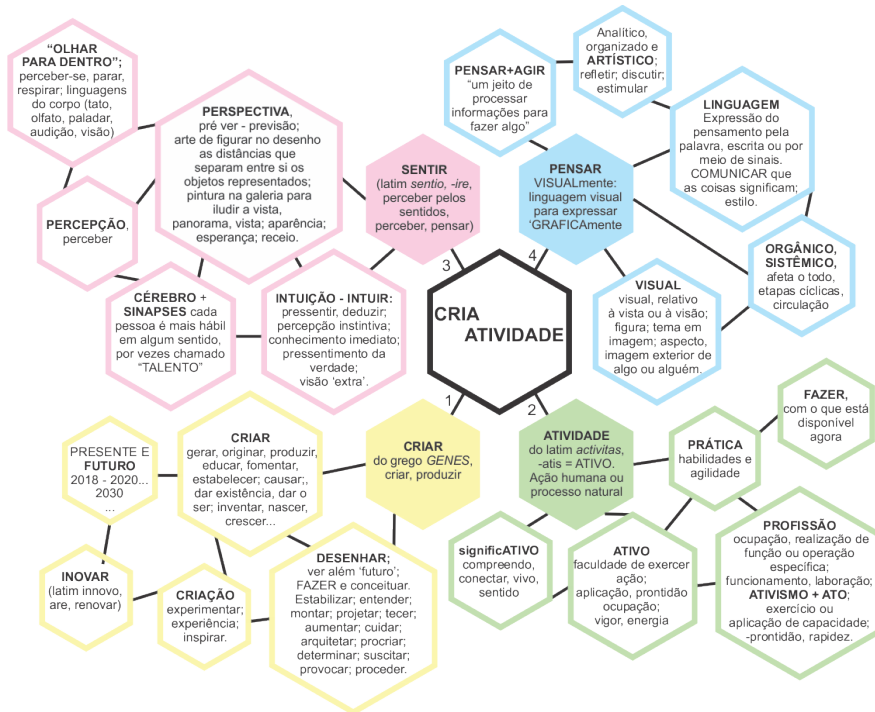 “OLHAR
PARA DENTRO”;
perceber-se, parar,
respirar; linguagens
do corpo (tato,
olfato, paladar,
audição, visão)
PERSPECTIVA,
pré ver - previsão;
arte de figurar no desenho
as distâncias que
separam entre si os
objetos representados;
pintura na galeria para
iludir a vista,
panorama, vista; aparência;
esperança; receio.
PERCEPÇÃO,
perceber
CÉREBRO +
SINAPSES cada
pessoa é mais hábil
em algum sentido,
por vezes chamado
“TALENTO”
INTUIÇÃO - INTUIR:
pressentir, deduzir;
percepção instintiva;
conhecimento imediato;
pressentimento da
verdade;
visão ‘extra’.
SENTIR
(latim sentio, -ire,
perceber pelos
sentidos,
perceber, pensar)
3
PENSAR+AGIR
“um jeito de
processar
informações para
fazer algo”
Analítico,
organizado e
ARTÍSTICO;
refletir; discutir;
estimular
LINGUAGEM
Expressão do
pensamento pela
palavra, escrita ou por
meio de sinais.
COMUNICAR que
as coisas significam;
estilo.
PENSAR
VISUALmente:
linguagem visual
para expressar
‘GRAFICAmente
4
ORGÂNICO,
SISTÊMICO,
afeta o todo,
etapas cíclicas,
circulação
VISUAL
visual, relativo
à vista ou à visão;
figura; tema em
imagem; aspecto,
imagem exterior de
algo ou alguém.
CRIA
ATIVIDADE
1
2
CRIAR
do grego GENES,
criar, produzir
CRIAR
gerar, originar, produzir,
educar, fomentar,
estabelecer; causar;,
dar existência, dar o
ser; inventar, nascer,
crescer...
PRESENTE E
FUTURO
2018 - 2020...
2030
...
INOVAR
(latim innovo,
are, renovar)
CRIAÇÃO
experimentar;
experiência;
inspirar.
DESENHAR;
ver além ‘futuro’;
FAZER e conceituar.
Estabilizar; entender;
montar; projetar; tecer;
aumentar; cuidar;
arquitetar; procriar;
determinar; suscitar;
provocar; proceder.
ATIVIDADE
do latim activitas,
-atis = ATIVO.
Ação humana ou
processo natural
PRÁTICA
habilidades e
agilidade
FAZER,
com o que está
disponível
agora
significATIVO
compreendo,
conectar, vivo,
sentido
ATIVO
faculdade de exercer
ação;
aplicação, prontidão
ocupação;
vigor, energia
PROFISSÃO
ocupação, realização de
função ou operação
específica;
funcionamento, laboração;
ATIVISMO + ATO;
exercício ou
aplicação de capacidade;
-prontidão, rapidez.